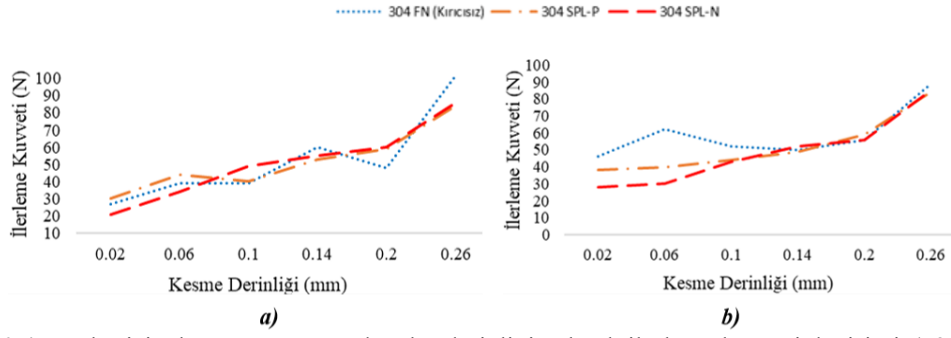 304 FN (Kırıcısız) 304 SPL-P 304 SPL-N
İlerleme Kuvveti (N)
100
90
80
70
60
50
40
30
20
10
0.02 0.06 0.1 0.14 0.2 0.26
Kesme Derinliği (mm)
a)
İlerleme Kuvveti (N)
100
90
80
70
60
50
40
30
20
10
0
0.02 0.06 0.1 0.14 0.2 0.26
Kesme Derinliği (mm)
b)